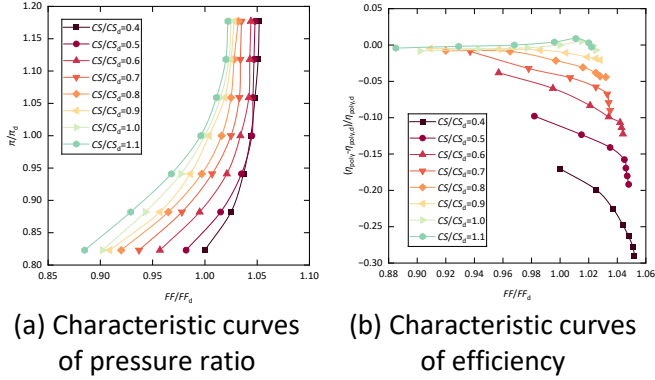 1.20
1.15
1.10
1.05
1.00
0.95
0.90
0.85
0.80
π/π_d
CS/CS_d=0.4
CS/CS_d=0.5
CS/CS_d=0.6
CS/CS_d=0.7
CS/CS_d=0.8
CS/CS_d=0.9
CS/CS_d=1.0
CS/CS_d=1.1
0.85 0.90 0.95 1.00 1.05 1.10
FF/FF_d
(a) Characteristic curves
of pressure ratio
0.05
0.00
−0.05
−0.10
−0.15
−0.20
−0.25
−0.30
(η_poly-η_poly,d)/η_poly,d
CS/CS_d=0.4
CS/CS_d=0.5
CS/CS_d=0.6
CS/CS_d=0.7
CS/CS_d=0.8
CS/CS_d=0.9
CS/CS_d=1.0
CS/CS_d=1.1
0.88 0.90 0.92 0.94 0.96 0.98 1.00 1.02 1.04 1.06
FF/FF_d
(b) Characteristic curves
of efficiency